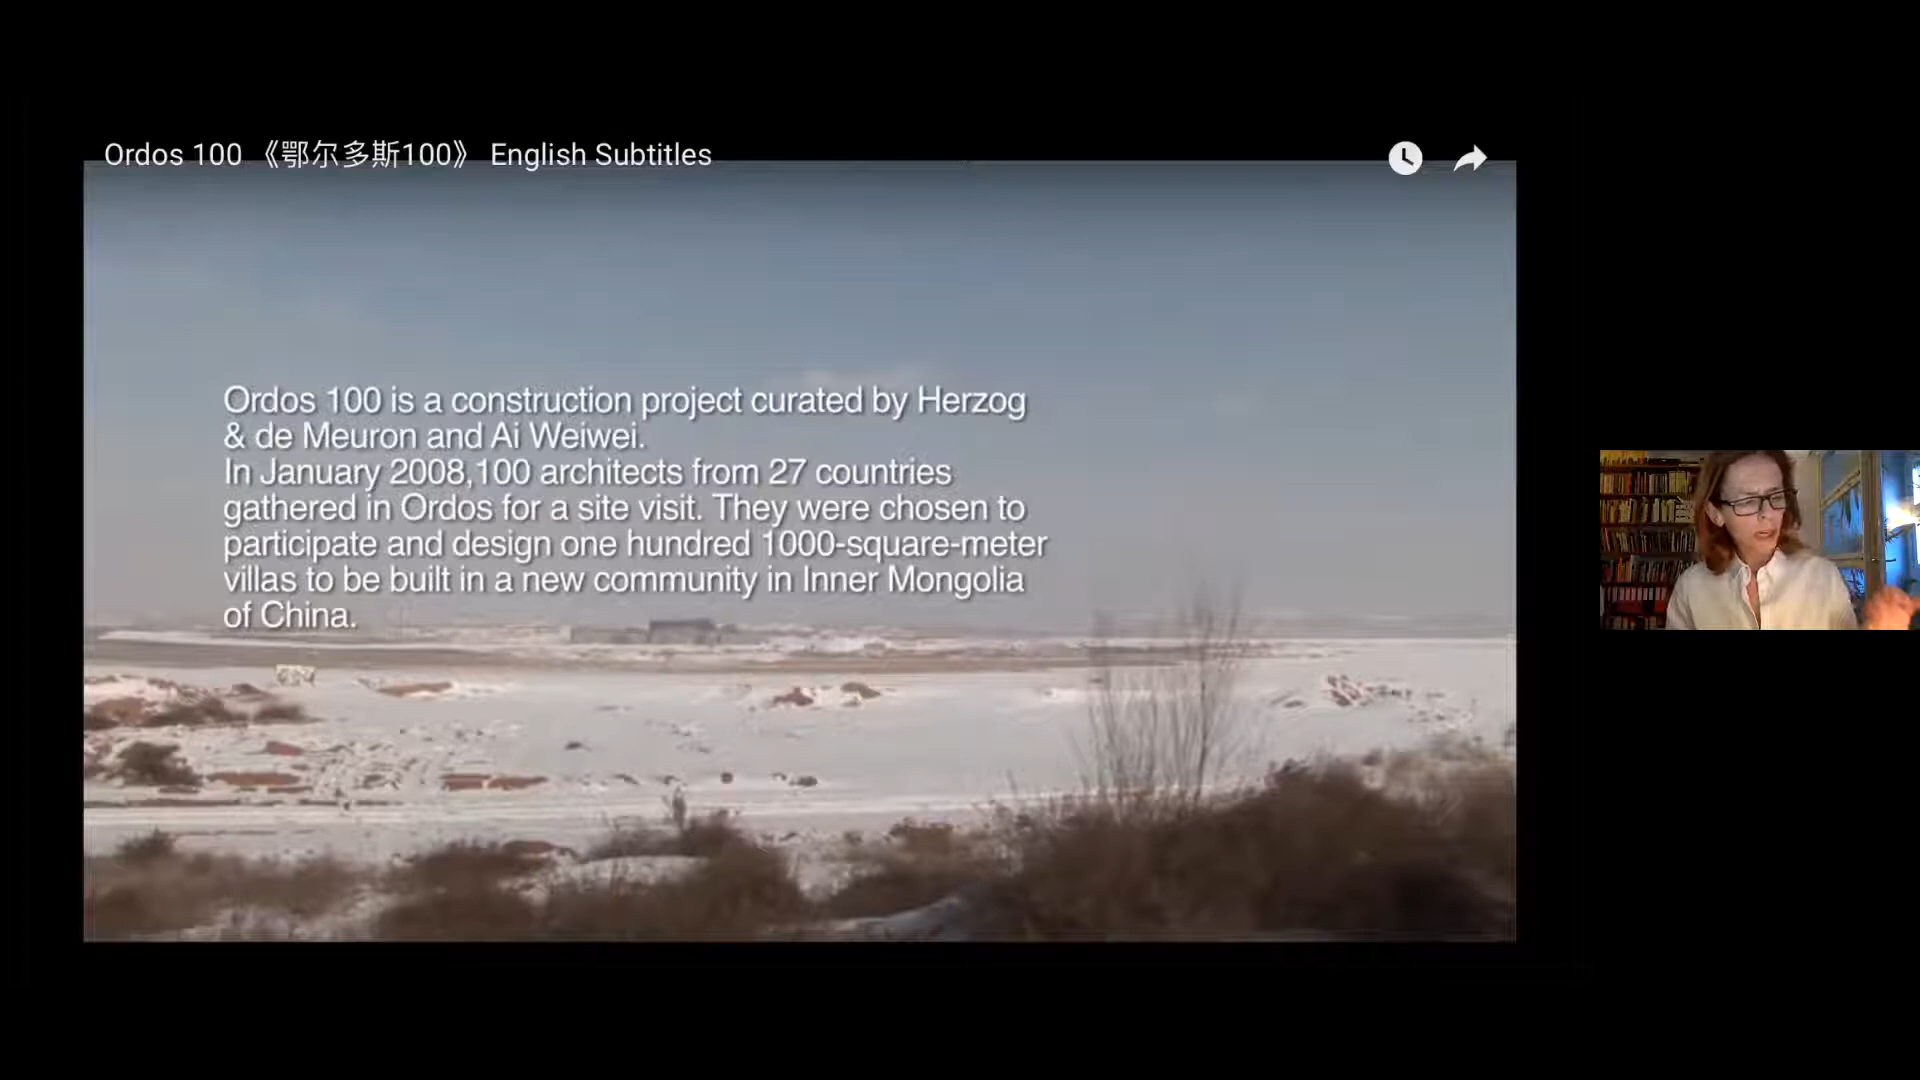 Ordos 100 《鄂尔多斯100》 English Subtitles
Ordos 100 is a construction project curated by Herzog
& de Meuron and Ai Weiwei.
In January 2008,100 architects from 27 countries
gathered in Ordos for a site visit. They were chosen to
participate and design one hundred 1000-square-meter
villas to be built in a new community in Inner Mongolia
of China.